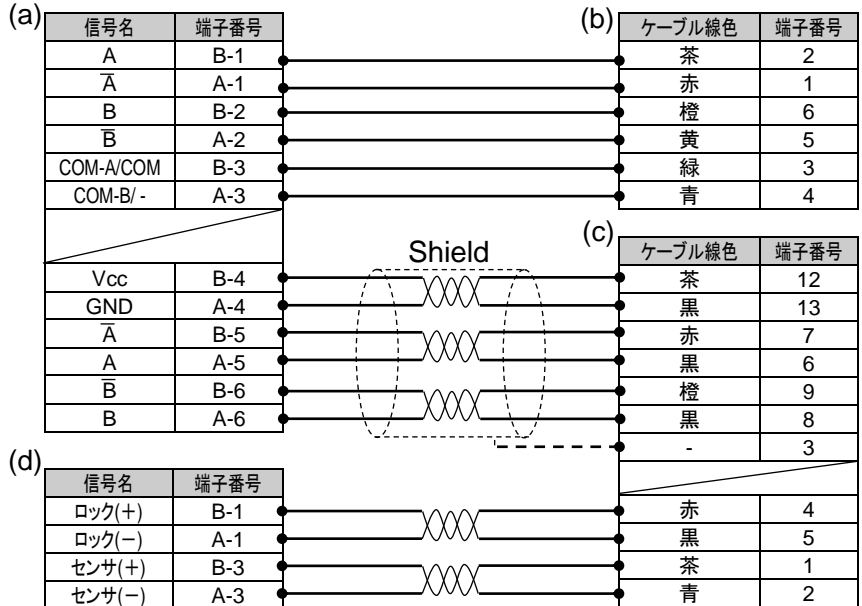 (a)
信号名 端子番号
A B-1
A̅ A-1
B B-2
B̅ A-2
COM-A/COM B-3
COM-B/ - A-3
Vcc B-4
GND A-4
A̅ B-5
A A-5
B̅ B-6
B A-6
(b)
ケーブル線色 端子番号
茶 2
赤 1
橙 6
黄 5
緑 3
青 4
Shield
(c)
ケーブル線色 端子番号
茶 12
黒 13
赤 7
黒 6
橙 9
黒 8
- 3
赤 4
黒 5
茶 1
青 2
(d)
信号名 端子番号
ロック(+) B-1
ロック(-) A-1
センサ(+) B-3
センサ(-) A-3